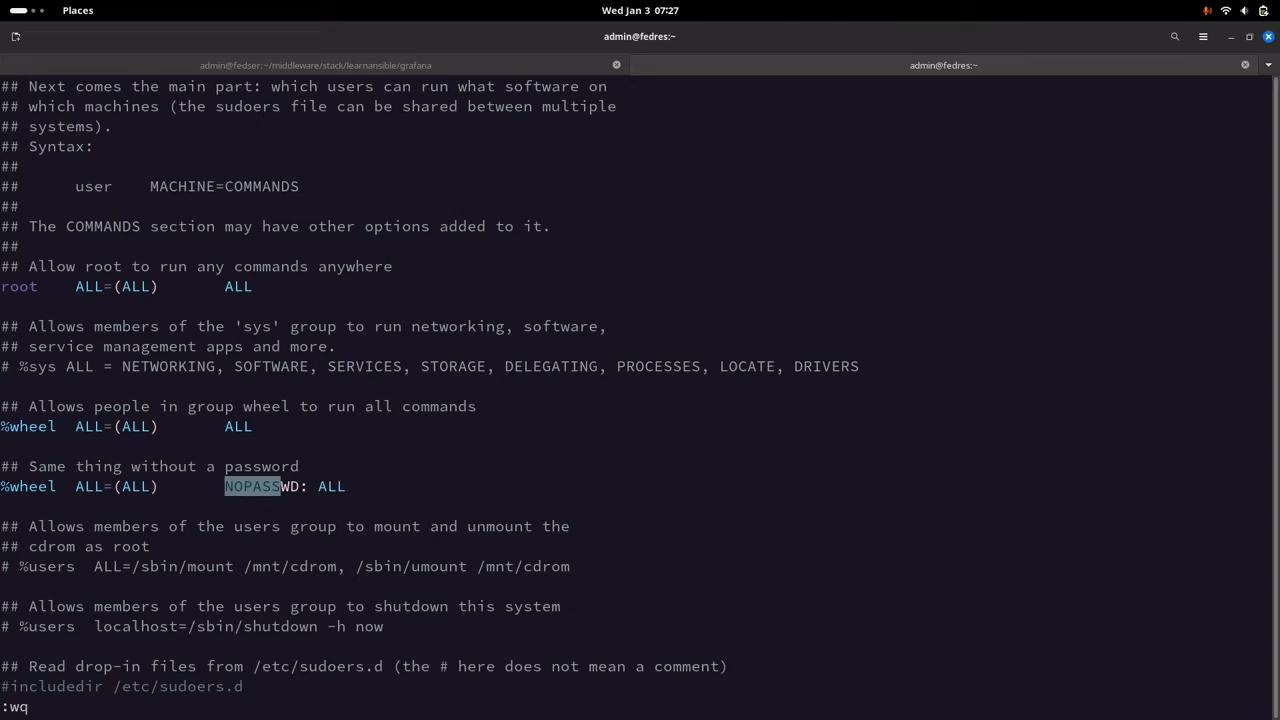 Places
Wed Jan 3 07:27
admin@fedres:~
admin@fedser:~/middleware/stack/learnansible/grafana
admin@fedres:~
## Next comes the main part: which users can run what software on
## which machines (the sudoers file can be shared between multiple
## systems).
## Syntax:
##
##      user    MACHINE=COMMANDS
##
## The COMMANDS section may have other options added to it.
##
## Allow root to run any commands anywhere
root    ALL=(ALL)       ALL
## Allows members of the 'sys' group to run networking, software,
## service management apps and more.
# %sys ALL = NETWORKING, SOFTWARE, SERVICES, STORAGE, DELEGATING, PROCESSES, LOCATE, DRIVERS
## Allows people in group wheel to run all commands
%wheel  ALL=(ALL)       ALL
## Same thing without a password
%wheel  ALL=(ALL)       NOPASSWD: ALL
## Allows members of the users group to mount and unmount the
## cdrom as root
# %users  ALL=/sbin/mount /mnt/cdrom, /sbin/umount /mnt/cdrom
## Allows members of the users group to shutdown this system
# %users  localhost=/sbin/shutdown -h now
## Read drop-in files from /etc/sudoers.d (the # here does not mean a comment)
#includedir /etc/sudoers.d
:wq